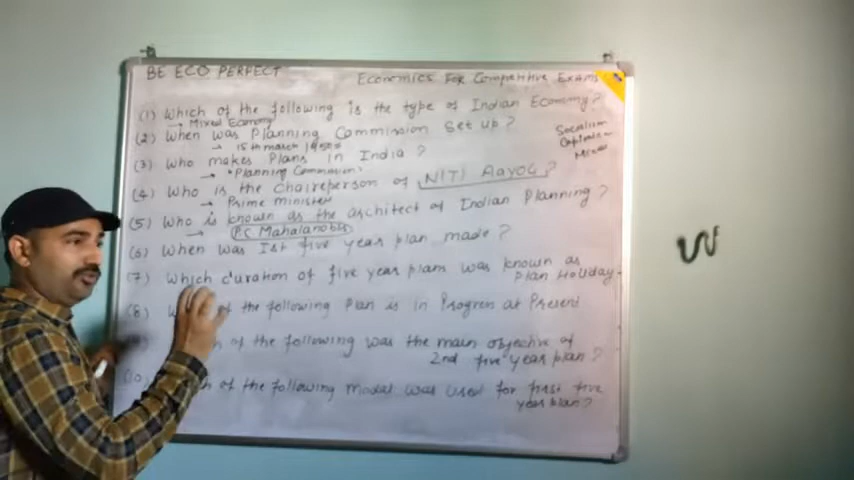 BE ECO PERFECT
Economics For Competitive Exams
(1) Which of the following is the type of Indian Economy?
→ Mixed Economy
Socialism
Capitalism
Mixed
(2) When was Planning Commission set up?
→ 15th march 1950
(3) Who makes Plans in India?
→ Planning Commission
(4) Who is the chaireperson of NITI Aayog?
→ Prime minister
(5) Who is known as the architect of Indian Planning?
→ P.C Mahalanobis
(6) When was Ist five year plan made?
(7) Which duration of five year plan was known as
Plan Holiday
(8) of the following Plan is in Progress at Present
of the following was the main objective of
2nd five year plan?
(10) of the following model was used for first five
year plan?